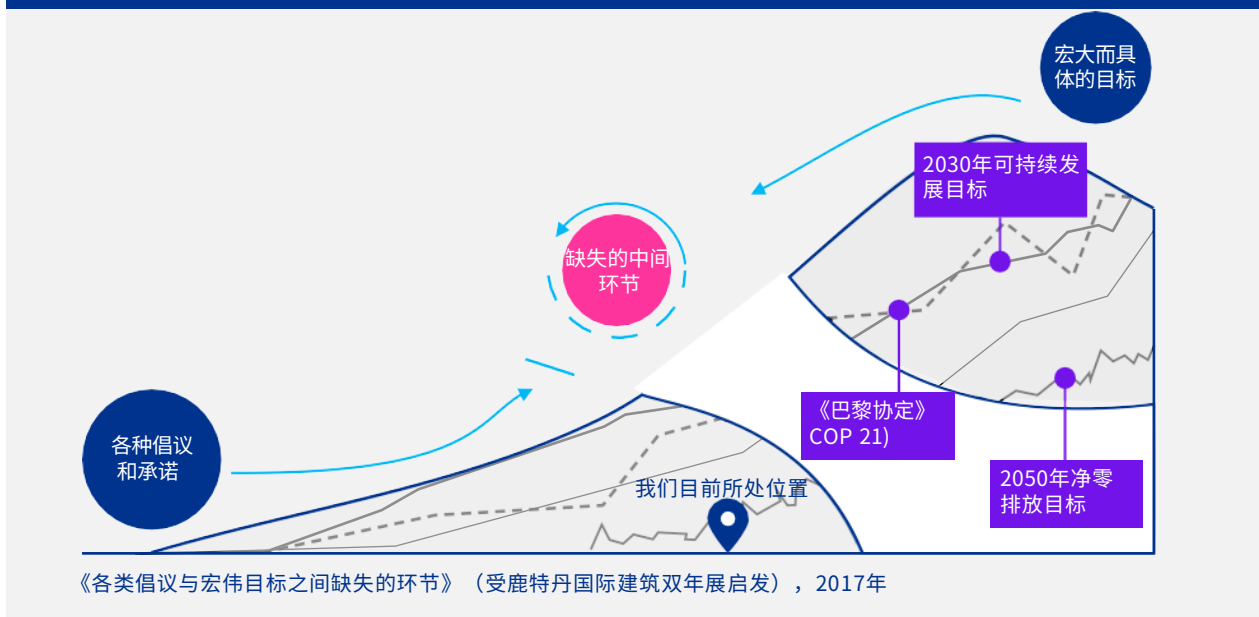 宏大而具
体的目标
2030年可持续发
展目标
缺失的中间
环节
《巴黎协定》
COP 21)
各种倡议
和承诺
2050年净零
排放目标
我们目前所处位置
《各类倡议与宏伟目标之间缺失的环节》（受鹿特丹国际建筑双年展启发），2017年